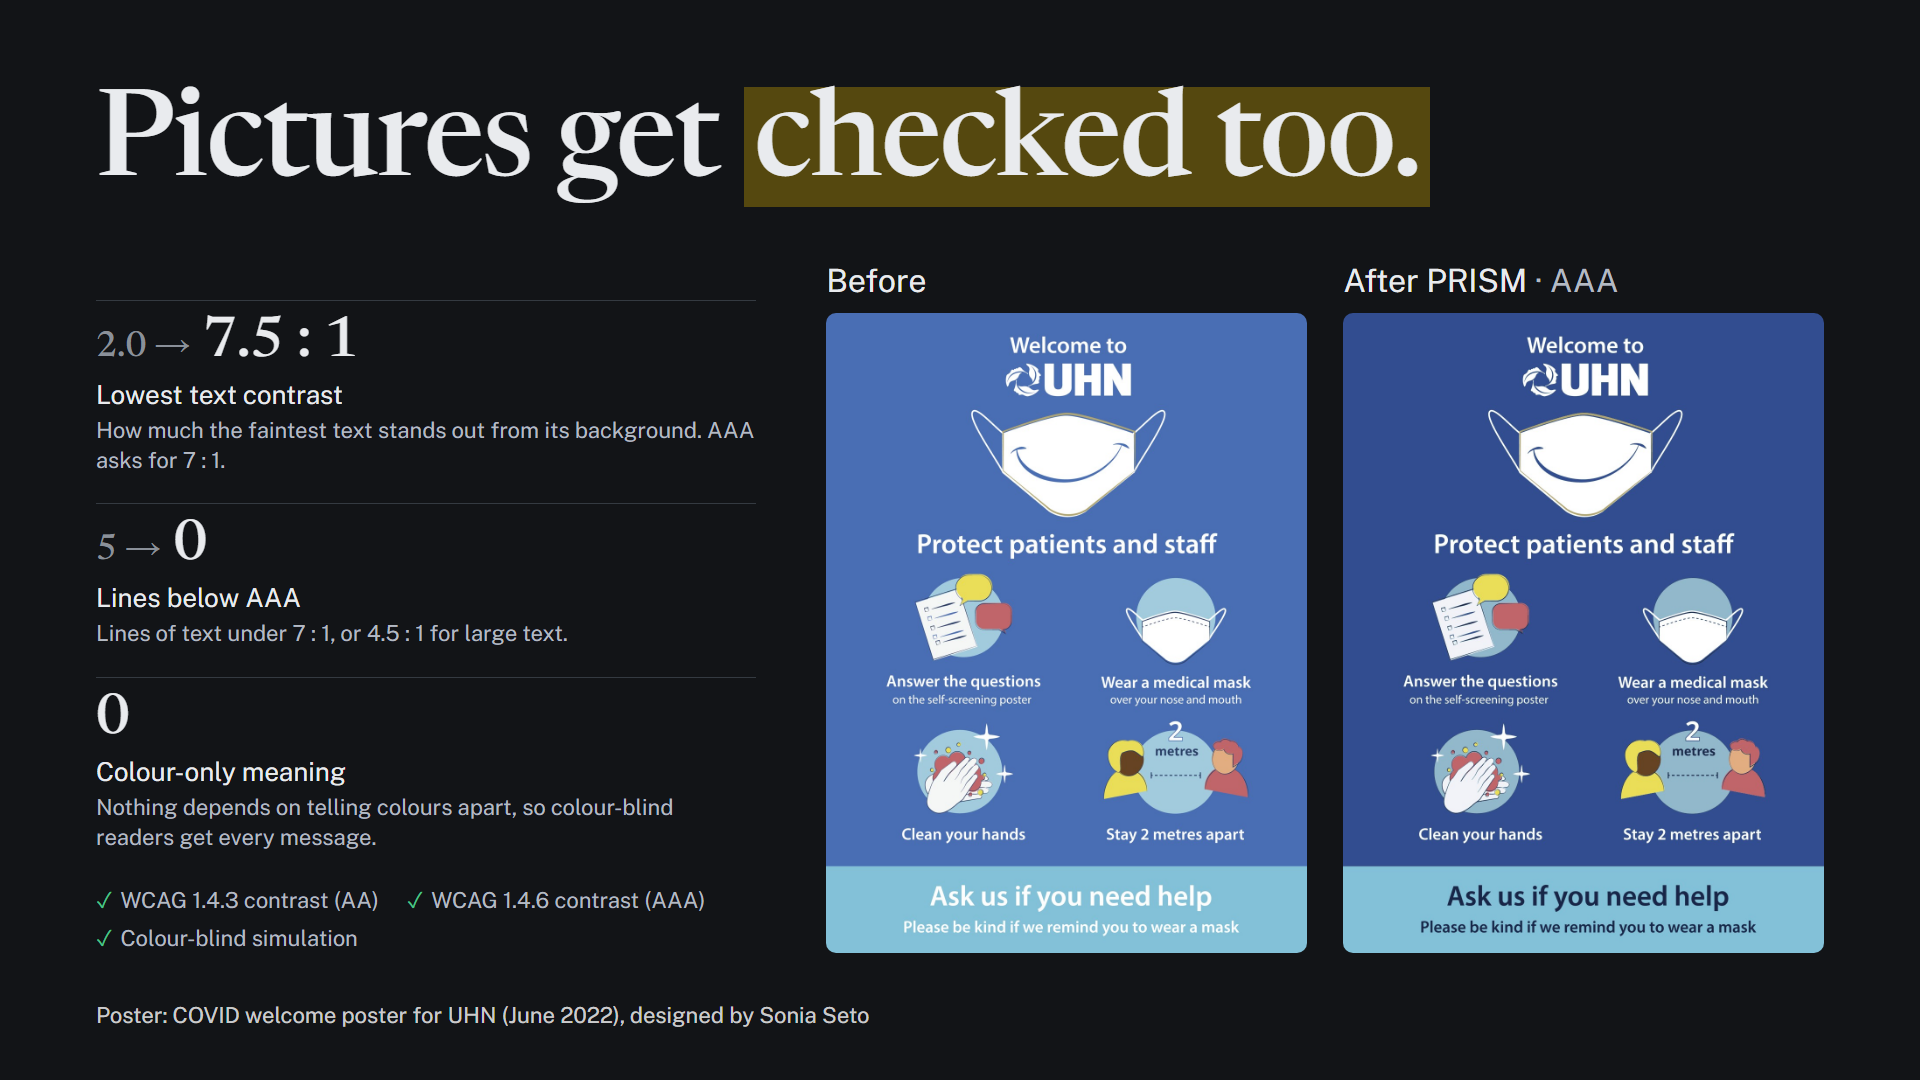 Pictures get checked too.
2.0 → 7.5 : 1
Lowest text contrast
How much the faintest text stands out from its background. AAA
asks for 7 : 1.
5 → 0
Lines below AAA
Lines of text under 7 : 1, or 4.5 : 1 for large text.
0
Colour-only meaning
Nothing depends on telling colours apart, so colour-blind
readers get every message.
✓ WCAG 1.4.3 contrast (AA) ✓ WCAG 1.4.6 contrast (AAA)
✓ Colour-blind simulation
Before
Welcome to
UHN
Protect patients and staff
Answer the questions
on the self-screening poster
Wear a medical mask
over your nose and mouth
Clean your hands
2
metres
Stay 2 metres apart
Ask us if you need help
Please be kind if we remind you to wear a mask
After PRISM · AAA
Welcome to
UHN
Protect patients and staff
Answer the questions
on the self-screening poster
Wear a medical mask
over your nose and mouth
Clean your hands
2
metres
Stay 2 metres apart
Ask us if you need help
Please be kind if we remind you to wear a mask
Poster: COVID welcome poster for UHN (June 2022), designed by Sonia Seto